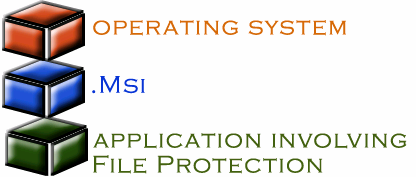 OPERATING SYSTEM
.MSI
APPLICATION INVOLVING
FILE PROTECTION